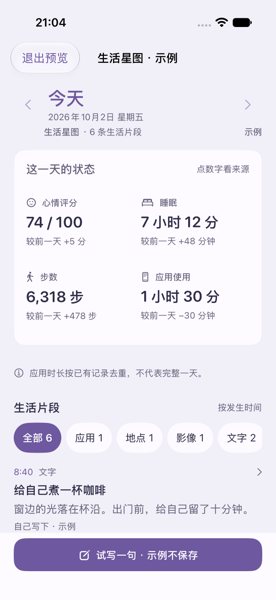 21:04
退出预览
生活星图 · 示例
今天
2026年10月2日 星期五
生活星图 · 6 条生活片段
示例
这一天的状态
点数字看来源
心情评分
睡眠
74 / 100
7 小时 12 分
较前一天 +5 分
较前一天 +48 分钟
步数
应用使用
6,318 步
1 小时 30 分
较前一天 +478 步
较前一天 −30 分钟
应用时长按已有记录去重，不代表完整一天。
生活片段
按发生时间
全部 6
应用 1
地点 1
影像 1
文字 2
8:40 文字
给自己煮一杯咖啡
窗边的光落在杯沿。出门前，给自己留了十分钟。
自己写下 · 示例
试写一句 · 示例不保存